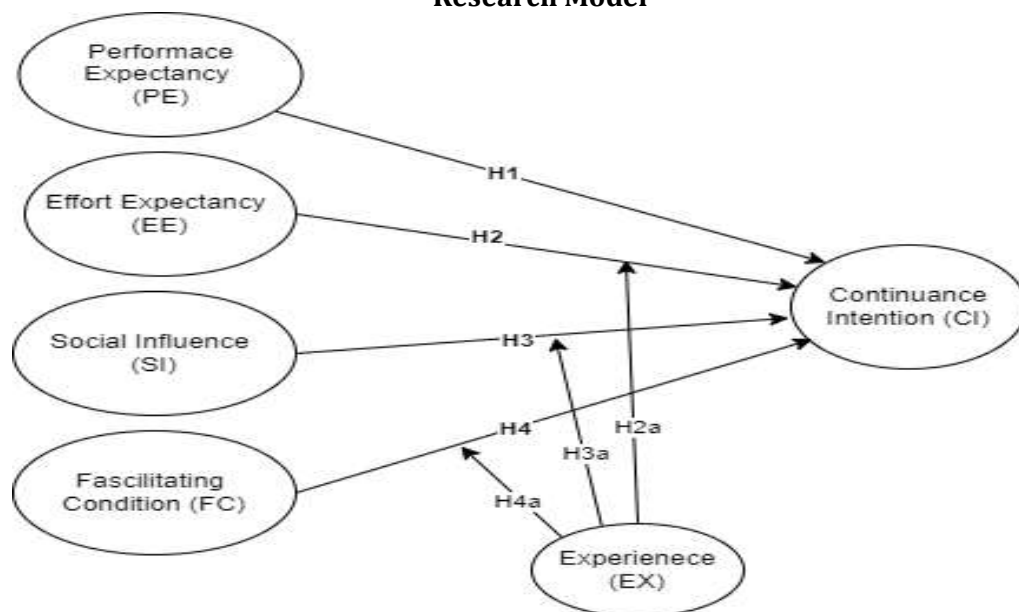 Research Model
Performace
Expectancy
(PE)
H1
Effort Expectancy
(EE)
H2
Continuance
Intention (CI)
Social Influence
(SI)
H3
H4
H2a
H3a
Fascilitating
Condition (FC)
H4a
Experienece
(EX)